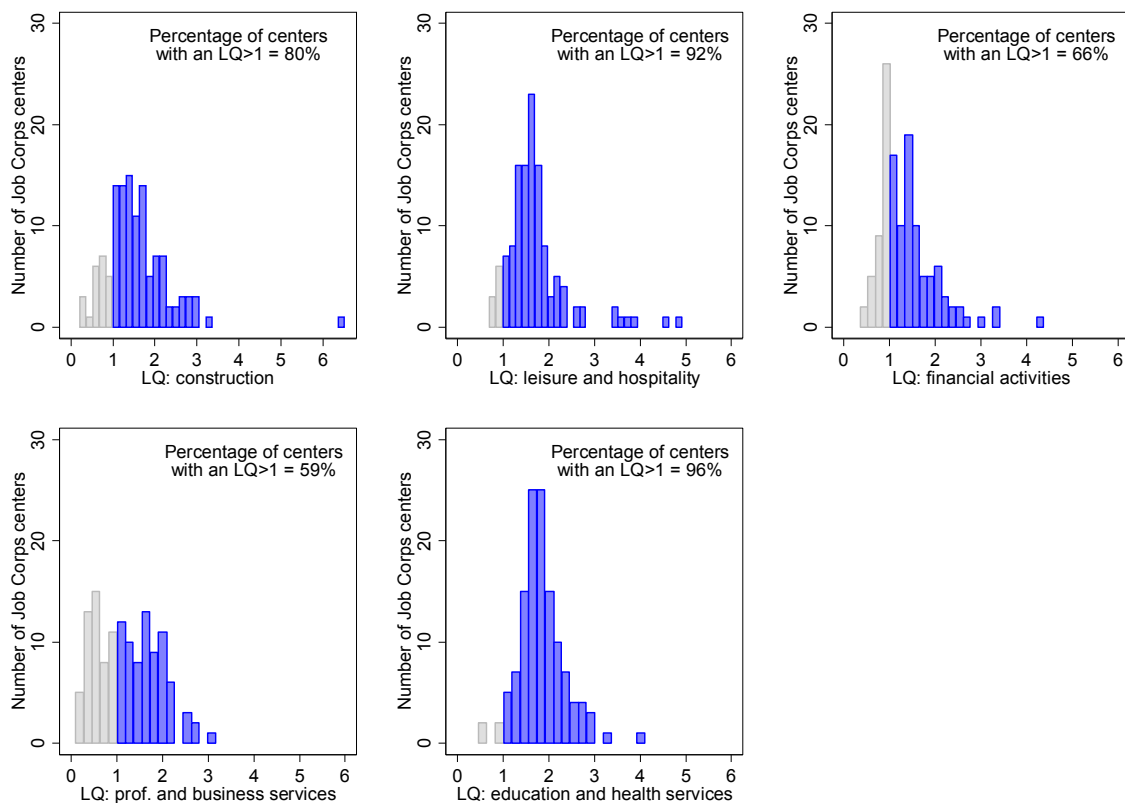 Percentage of centers
with an LQ>1 = 80%
Number of Job Corps centers
30
20
10
0
0 1 2 3 4 5 6
LQ: construction
Percentage of centers
with an LQ>1 = 92%
Number of Job Corps centers
30
20
10
0
0 1 2 3 4 5 6
LQ: leisure and hospitality
Percentage of centers
with an LQ>1 = 66%
Number of Job Corps centers
30
20
10
0
0 1 2 3 4 5 6
LQ: financial activities
Percentage of centers
with an LQ>1 = 59%
Number of Job Corps centers
30
20
10
0
0 1 2 3 4 5 6
LQ: prof. and business services
Percentage of centers
with an LQ>1 = 96%
Number of Job Corps centers
30
20
10
0
0 1 2 3 4 5 6
LQ: education and health services